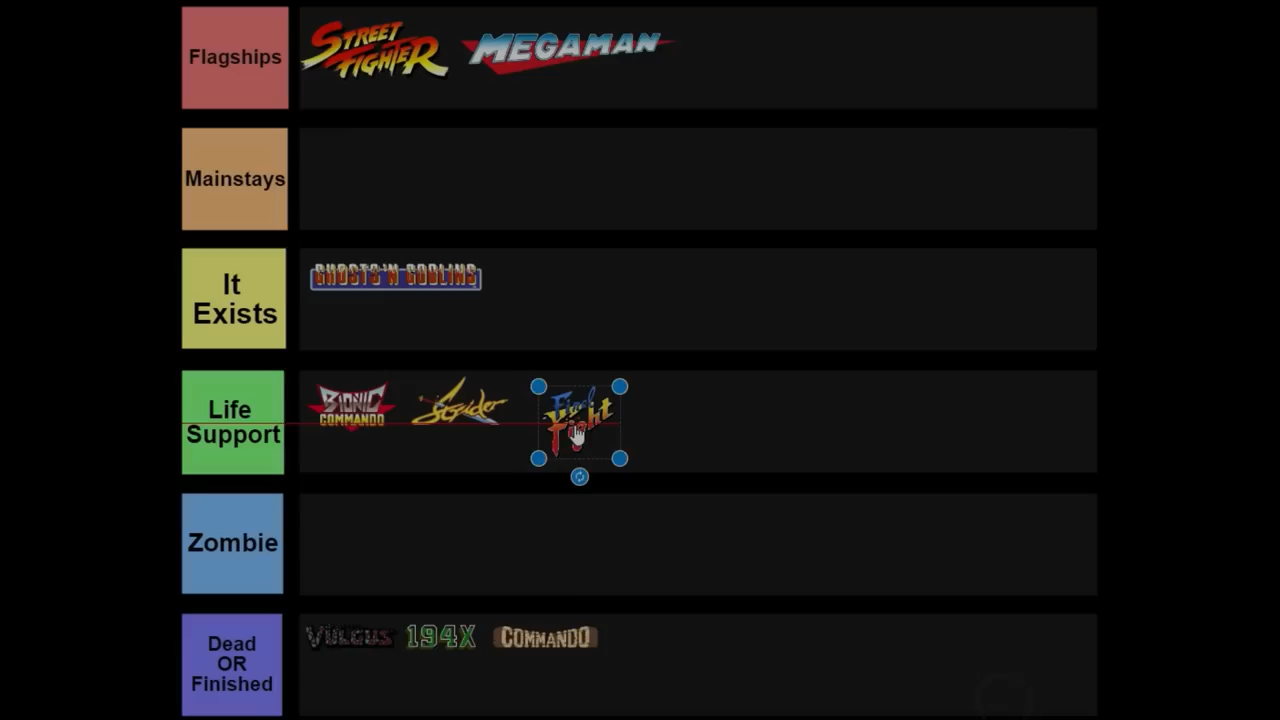 Flagships
STREET
FIGHTER
MEGAMAN
Mainstays
It
Exists
GHOSTS'N GOBLINS
Life
Support
BIONIC
COMMANDO
Strider
Final
Fight
Zombie
Dead
OR
Finished
VULGUS
194X
COMMANDO